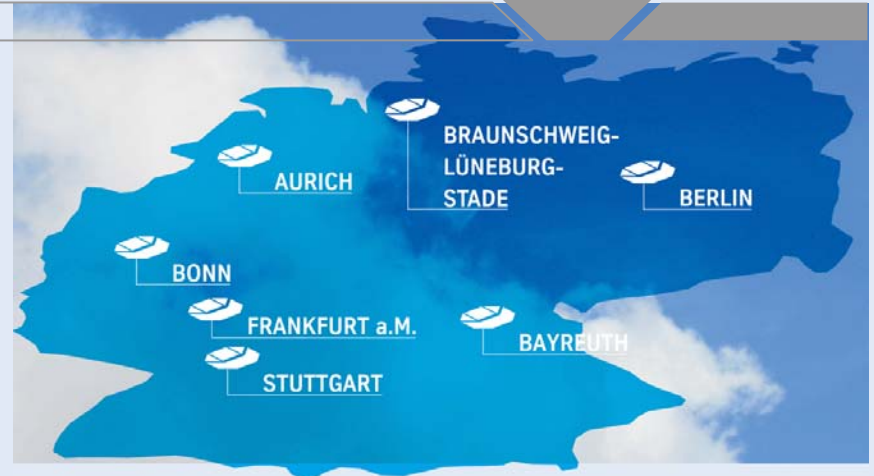 BRAUNSCHWEIG-
LÜNEBURG-
STADE
AURICH
BERLIN
BONN
FRANKFURT a.M.
BAYREUTH
STUTTGART